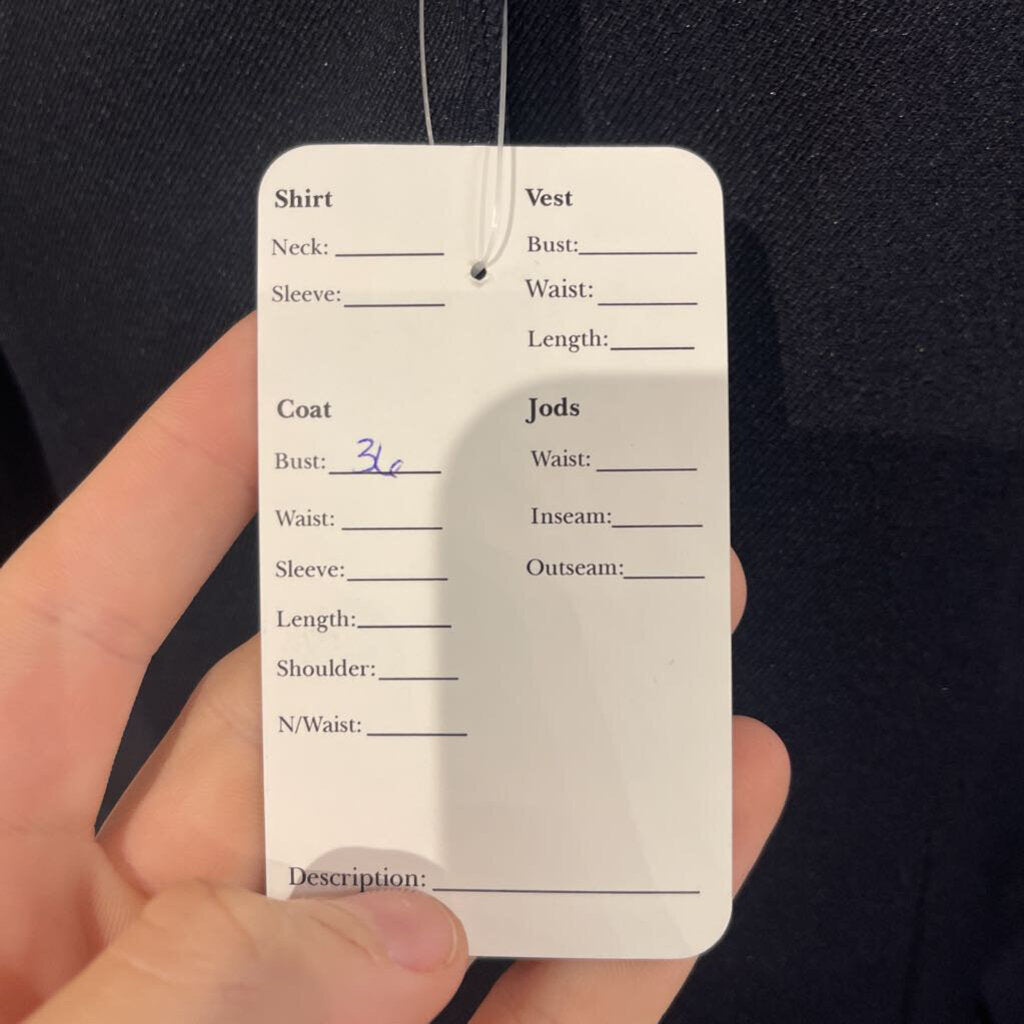 Shirt
Neck:
Sleeve:
Vest
Bust:
Waist:
Length:
Coat
Bust: 36
Waist:
Sleeve:
Length:
Shoulder:
N/Waist:
Jods
Waist:
Inseam:
Outseam:
Description: